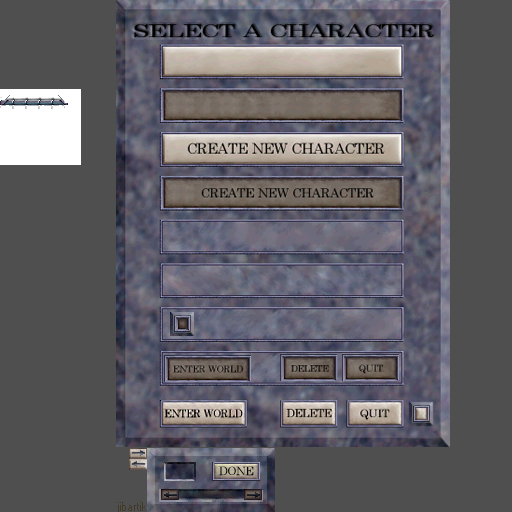 SELECT A CHARACTER
CREATE NEW CHARACTER
CREATE NEW CHARACTER
ENTER WORLD DELETE QUIT
ENTER WORLD DELETE QUIT
DONE